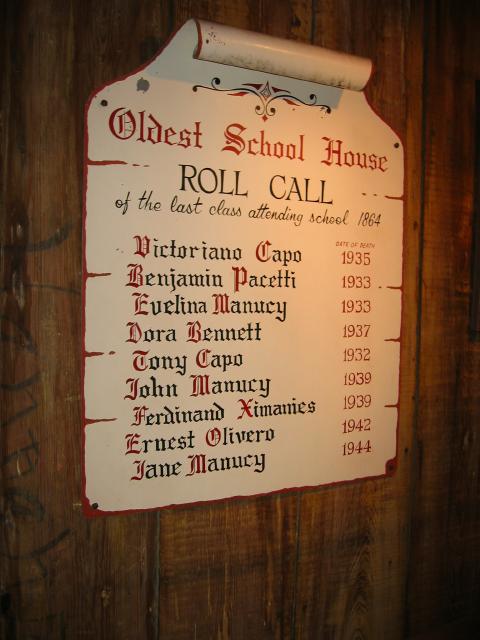 Oldest School House
ROLL CALL
of the last class attending school 1864
DATE OF DEATH
Victoriano Capo 1935
Benjamin Pacetti 1933
Evelina Manucy 1933
Dora Bennett 1937
Tony Capo 1932
John Manucy 1939
Ferdinand Ximanies 1939
Ernest Olivero 1942
Jane Manucy 1944